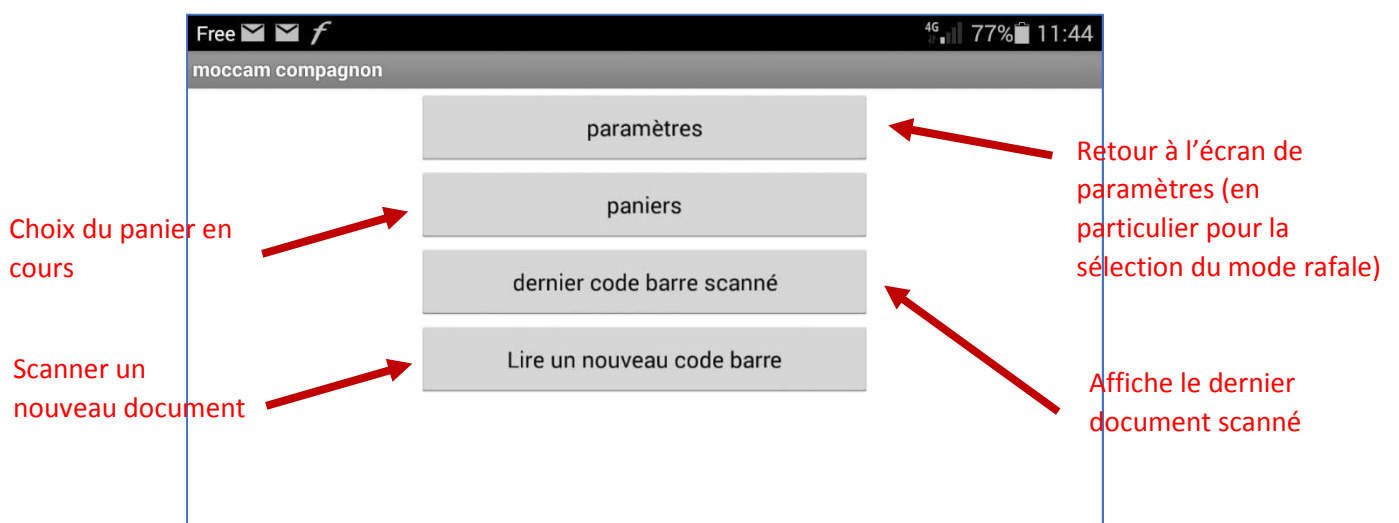 Free f 4G 77% 11:44
moccam compagnon
paramètres
Retour à l’écran de
paramètres (en
particulier pour la
sélection du mode rafale)
paniers
Choix du panier en
cours
dernier code barre scanné
Affiche le dernier
document scanné
Lire un nouveau code barre
Scanner un
nouveau document